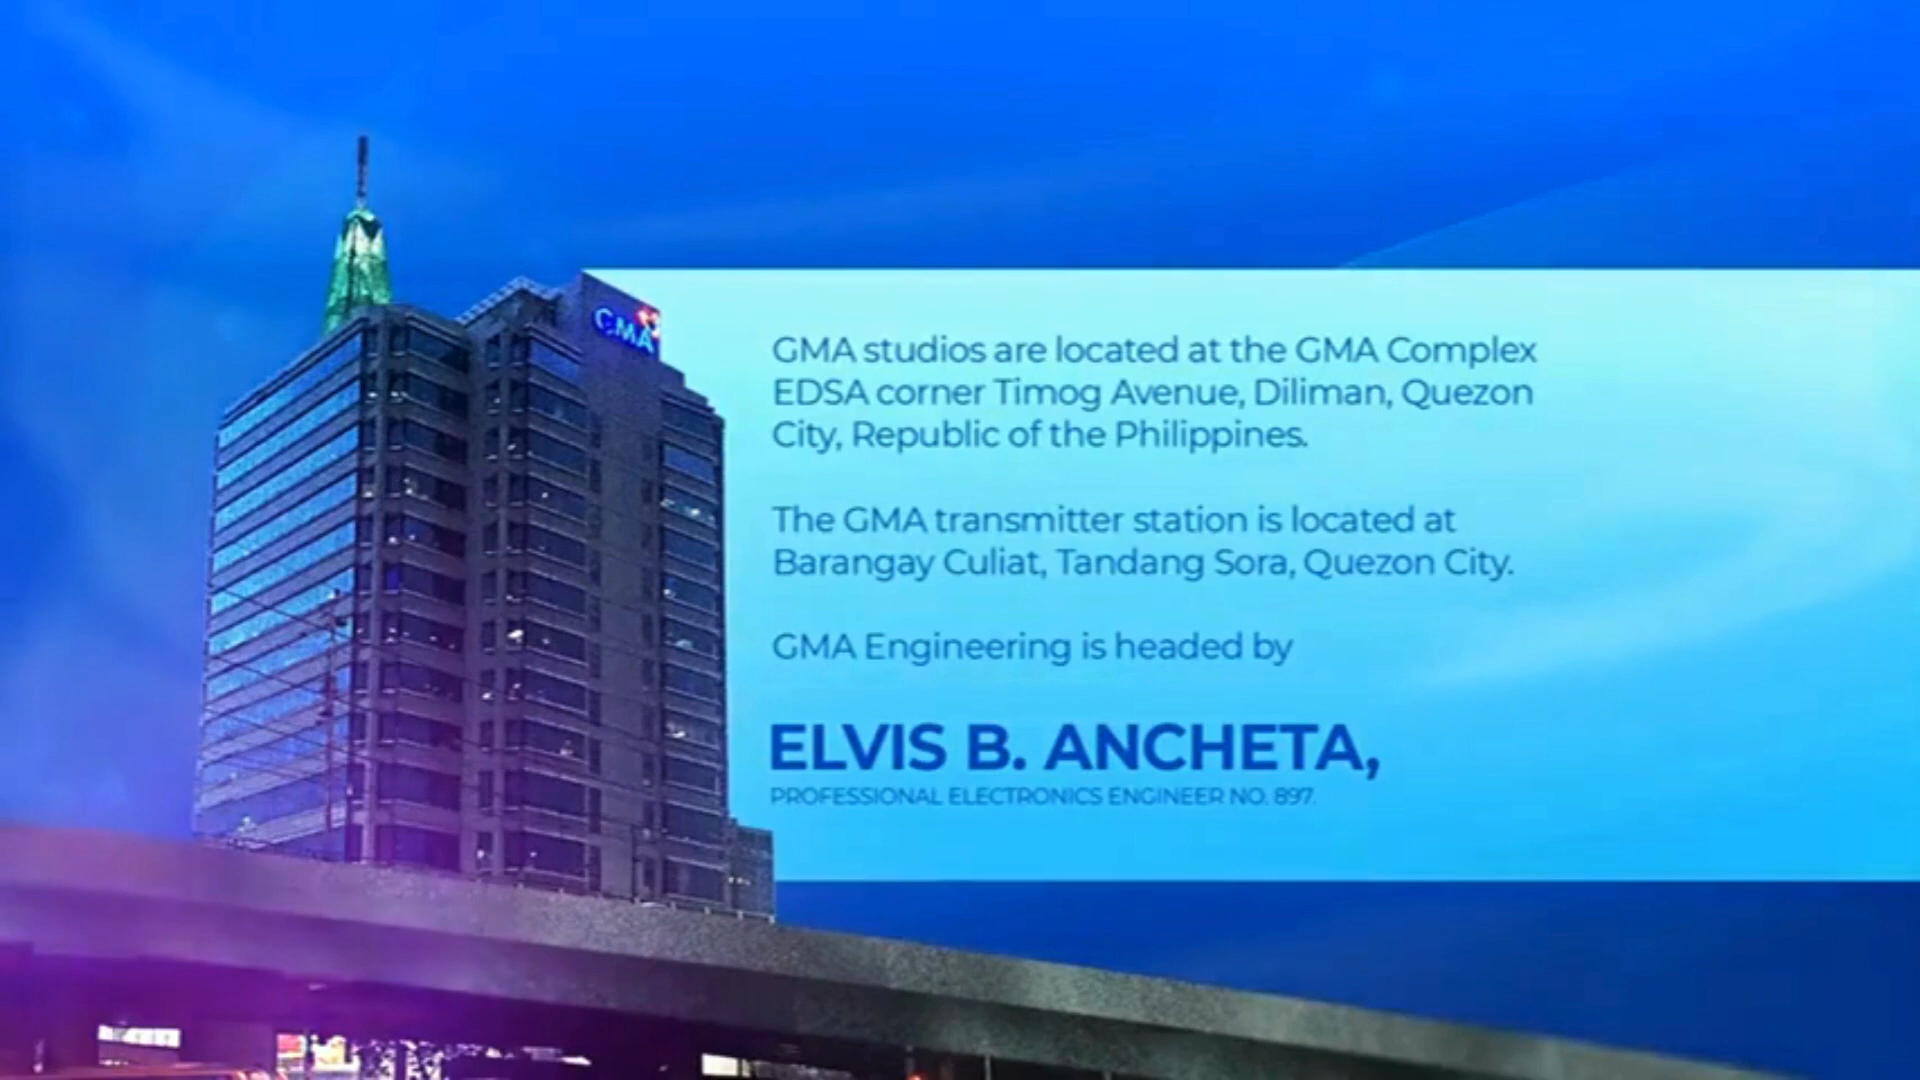 GMA
GMA studios are located at the GMA Complex
EDSA corner Timog Avenue, Diliman, Quezon
City, Republic of the Philippines.
The GMA transmitter station is located at
Barangay Culiat, Tandang Sora, Quezon City.
GMA Engineering is headed by
ELVIS B. ANCHETA,
PROFESSIONAL ELECTRONICS ENGINEER NO. 897.